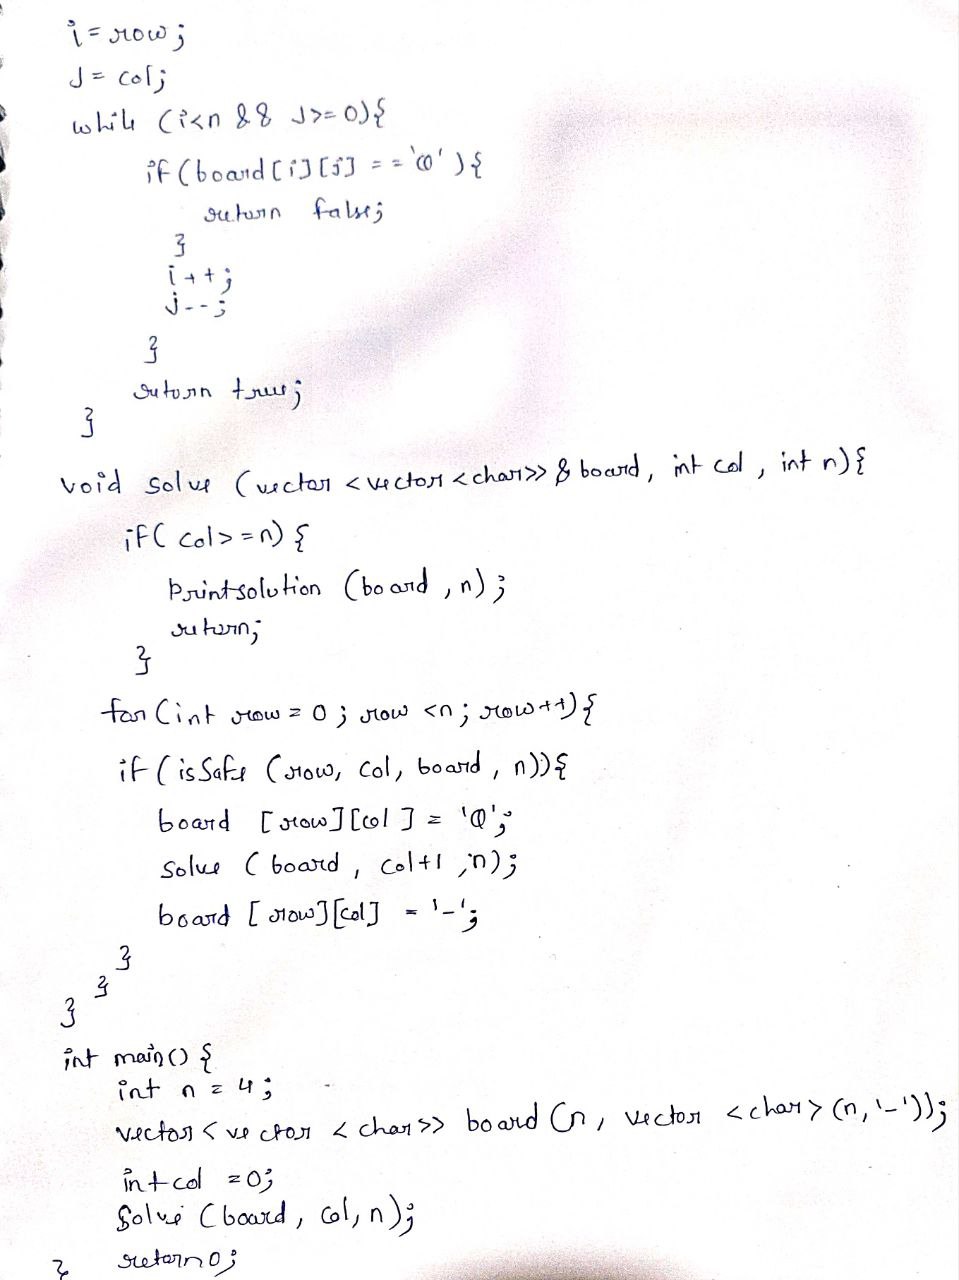 i = row;
J = col;
while (i<n && J>= 0){
if (board[i][j] == 'Q'){
return false;
}
i++;
j--;
}
return true;
}
void solve (vector <vector <char>> & board, int col, int n){
if( col>=n) {
Printsolution (board, n);
return;
}
for (int row = 0; row <n; row++){
if (isSafe (row, col, board, n)){
board [row][col] = 'Q';
solve (board, col+1, n);
board [row][col] = '-';
}
}
}
int main() {
int n = 4;
vector<vector <char>> board (n, vector <char> (n,'-'));
int col = 0;
Solve (board, col, n);
return 0;
}